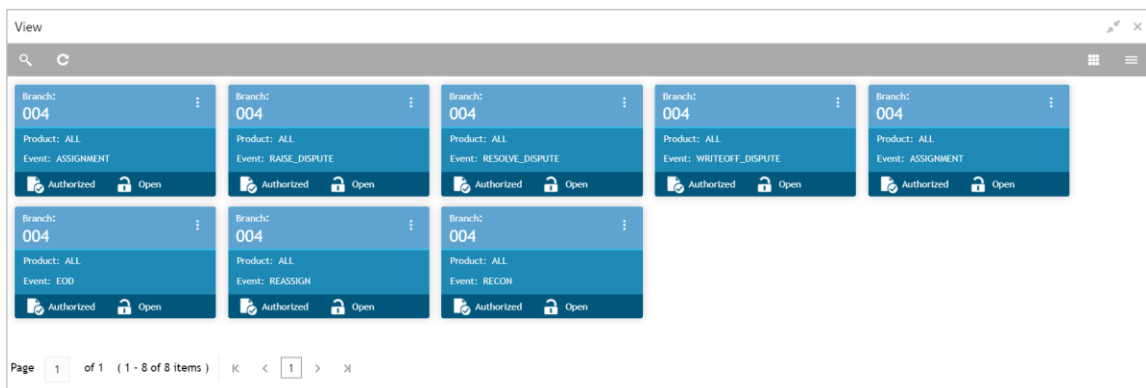 View
Branch:
004
Product: ALL
Event: ASSIGNMENT
Authorized Open
Branch:
004
Product: ALL
Event: RAISE_DISPUTE
Authorized Open
Branch:
004
Product: ALL
Event: RESOLVE_DISPUTE
Authorized Open
Branch:
004
Product: ALL
Event: WRITEOFF_DISPUTE
Authorized Open
Branch:
004
Product: ALL
Event: ASSIGNMENT
Authorized Open
Branch:
004
Product: ALL
Event: EOD
Authorized Open
Branch:
004
Product: ALL
Event: REASSIGN
Authorized Open
Branch:
004
Product: ALL
Event: RECON
Authorized Open
Page 1 of 1 ( 1 - 8 of 8 items ) 1